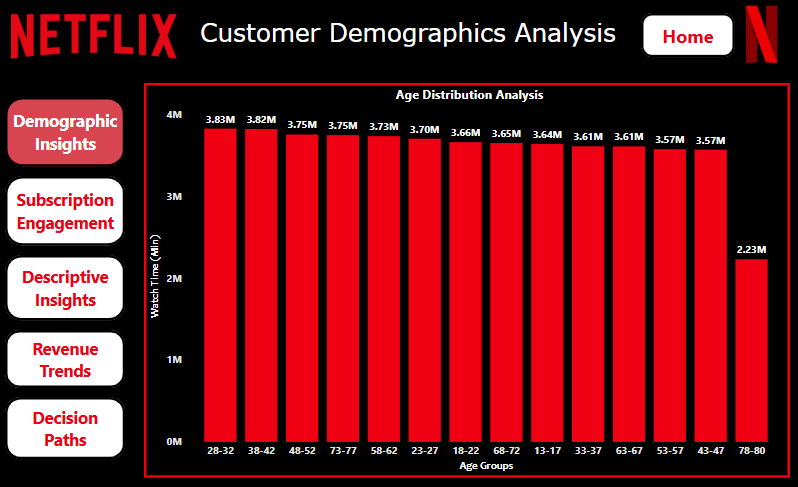 NETFLIX
Customer Demographics Analysis
Home
N
Demographic
Insights
Subscription
Engagement
Descriptive
Insights
Revenue
Trends
Decision
Paths
Age Distribution Analysis
Watch Time (Min)
4M
3M
2M
1M
0M
3.83M 3.82M 3.75M 3.75M 3.73M 3.70M 3.66M 3.65M 3.64M 3.61M 3.61M 3.57M 3.57M 2.23M
28-32 38-42 48-52 73-77 58-62 23-27 18-22 68-72 13-17 33-37 63-67 53-57 43-47 78-80
Age Groups